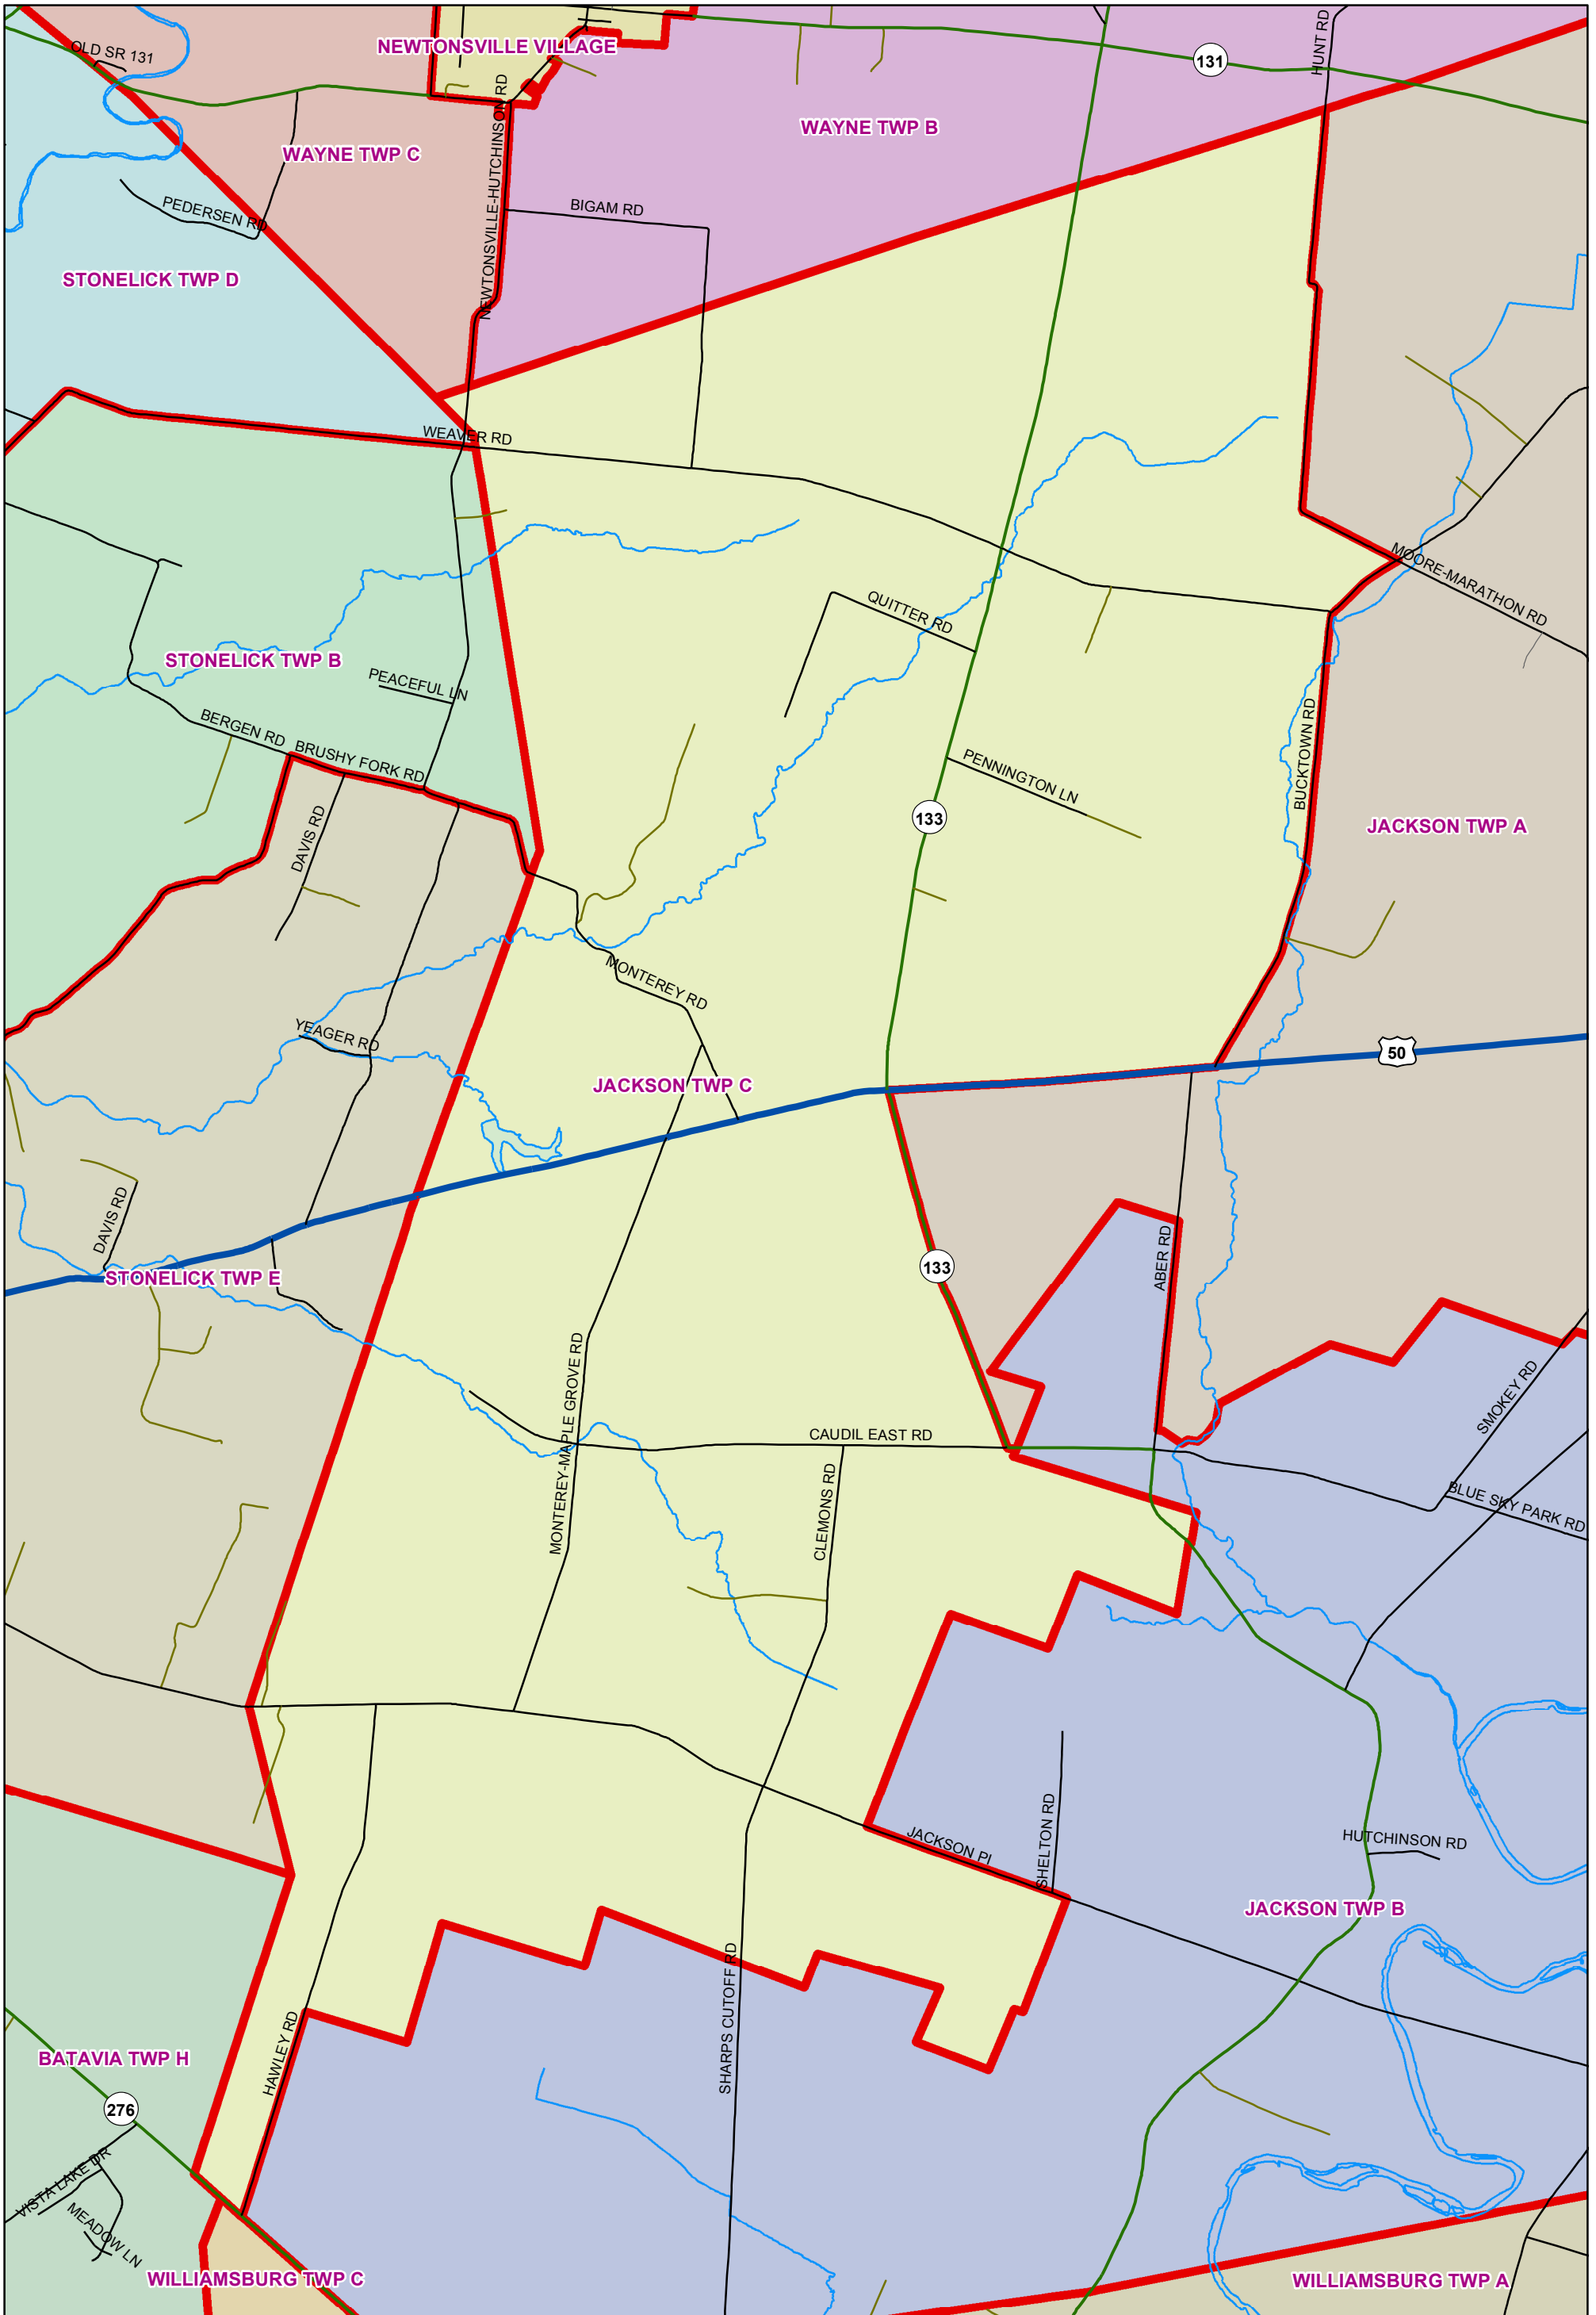 HUNT RD
NEWTONSVILLE VILLAGE
OLD SR 131
131
WAYNE TWP B
WAYNE TWP C
NEWTONSVILLE-HUTCHINSON RD
PEDERSEN RD
BIGAM RD
STONELICK TWP D
WEAVER RD
MOORE-MARATHON RD
QUITTER RD
STONELICK TWP B
PEACEFUL LN
BERGEN RD
BRUSHY FORK RD
BUCKTOWN RD
PENNINGTON LN
133
JACKSON TWP A
DAVIS RD
MONTEREY RD
YEAGER RD
50
JACKSON TWP C
DAVIS RD
ABER RD
133
STONELICK TWP E
MONTEREY-MAPLE GROVE RD
SMOKEY RD
CAUDIL EAST RD
CLEMONS RD
BLUE SKY PARK RD
JACKSON PI
SHELTON RD
HUTCHINSON RD
JACKSON TWP B
SHARPS CUTOFF RD
HAWLEY RD
BATAVIA TWP H
276
VISTA LAKE DR
MEADOW LN
WILLIAMSBURG TWP C
WILLIAMSBURG TWP A